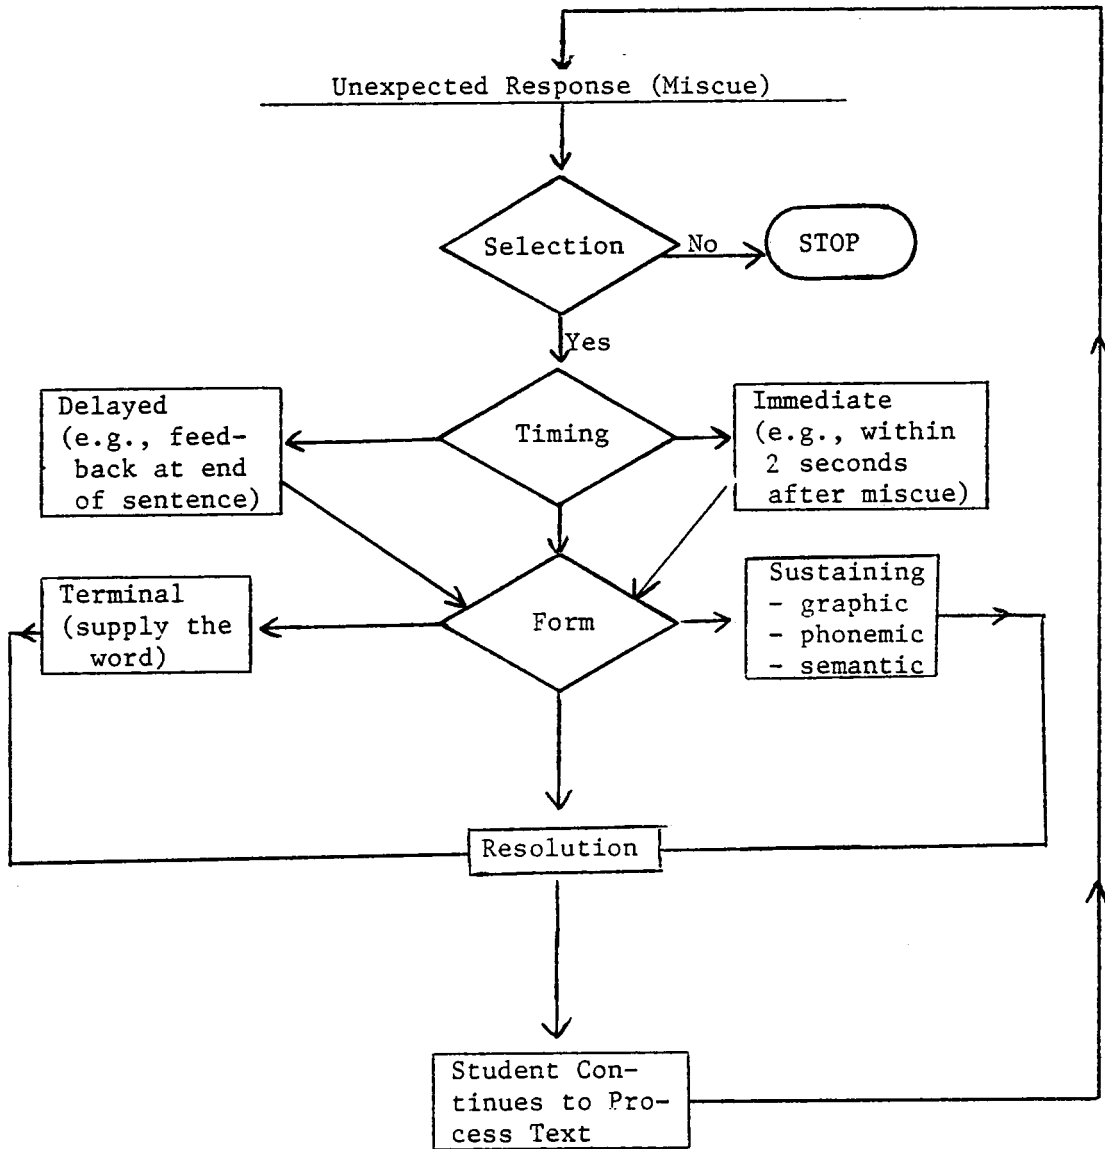 Unexpected Response (Miscue)
Selection
No
STOP
Yes
Delayed
(e.g., feed-
back at end
of sentence)
Timing
Immediate
(e.g., within
2 seconds
after miscue)
Terminal
(supply the
word)
Form
Sustaining
- graphic
- phonemic
- semantic
Resolution
Student Con-
tinues to Pro-
cess Text